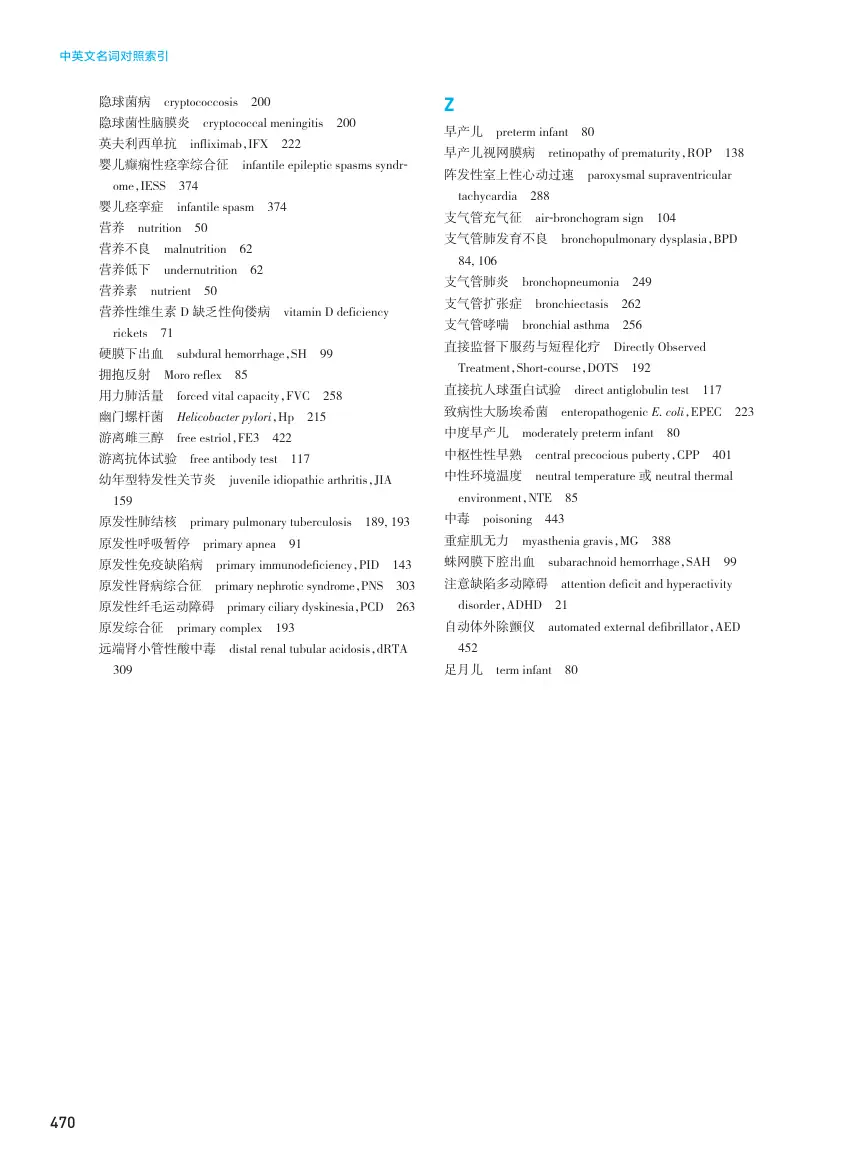 中英文名词对照索引
隐球菌病 cryptococcosis 200
隐球菌性脑膜炎 cryptococcal meningitis 200
英夫利西单抗 infliximab,IFX 222
婴儿癫痫性痉挛综合征 infantile epileptic spasms syndr-
ome,IESS 374
婴儿痉挛症 infantile spasm 374
营养 nutrition 50
营养不良 malnutrition 62
营养低下 undernutrition 62
营养素 nutrient 50
营养性维生素 D 缺乏性佝偻病 vitamin D deficiency
rickets 71
硬膜下出血 subdural hemorrhage,SH 99
拥抱反射 Moro reflex 85
用力肺活量 forced vital capacity,FVC 258
幽门螺杆菌 Helicobacter pylori,Hp 215
游离雌三醇 free estriol,FE3 422
游离抗体试验 free antibody test 117
幼年型特发性关节炎 juvenile idiopathic arthritis,JIA
159
原发性肺结核 primary pulmonary tuberculosis 189, 193
原发性呼吸暂停 primary apnea 91
原发性免疫缺陷病 primary immunodeficiency,PID 143
原发性肾病综合征 primary nephrotic syndrome,PNS 303
原发性纤毛运动障碍 primary ciliary dyskinesia,PCD 263
原发综合征 primary complex 193
远端肾小管性酸中毒 distal renal tubular acidosis,dRTA
309
Z
早产儿 preterm infant 80
早产儿视网膜病 retinopathy of prematurity,ROP 138
阵发性室上性心动过速 paroxysmal supraventricular
tachycardia 288
支气管充气征 air-bronchogram sign 104
支气管肺发育不良 bronchopulmonary dysplasia,BPD
84, 106
支气管肺炎 bronchopneumonia 249
支气管扩张症 bronchiectasis 262
支气管哮喘 bronchial asthma 256
直接监督下服药与短程化疗 Directly Observed
Treatment,Short-course,DOTS 192
直接抗人球蛋白试验 direct antiglobulin test 117
致病性大肠埃希菌 enteropathogenic E. coli,EPEC 223
中度早产儿 moderately preterm infant 80
中枢性性早熟 central precocious puberty,CPP 401
中性环境温度 neutral temperature 或 neutral thermal
environment,NTE 85
中毒 poisoning 443
重症肌无力 myasthenia gravis,MG 388
蛛网膜下腔出血 subarachnoid hemorrhage,SAH 99
注意缺陷多动障碍 attention deficit and hyperactivity
disorder,ADHD 21
自动体外除颤仪 automated external defibrillator,AED
452
足月儿 term infant 80
470